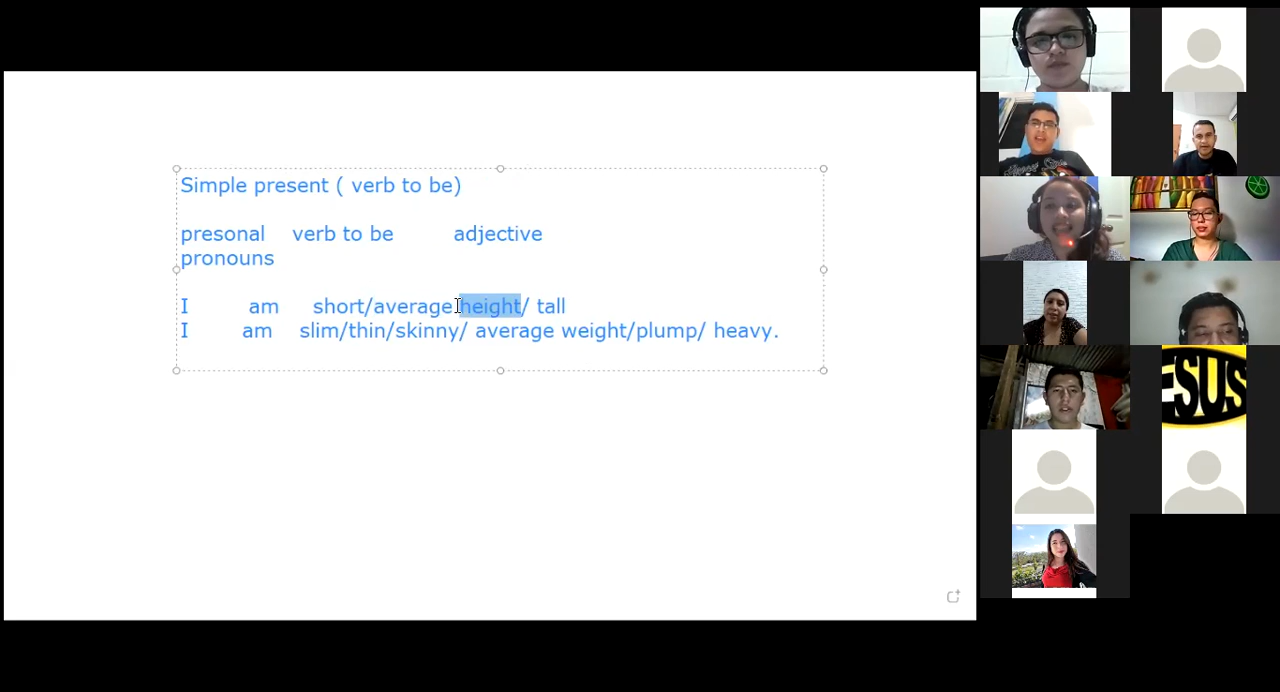 Simple present ( verb to be)
presonal verb to be adjective
pronouns
I am short/average height/ tall
I am slim/thin/skinny/ average weight/plump/ heavy.
ESUS